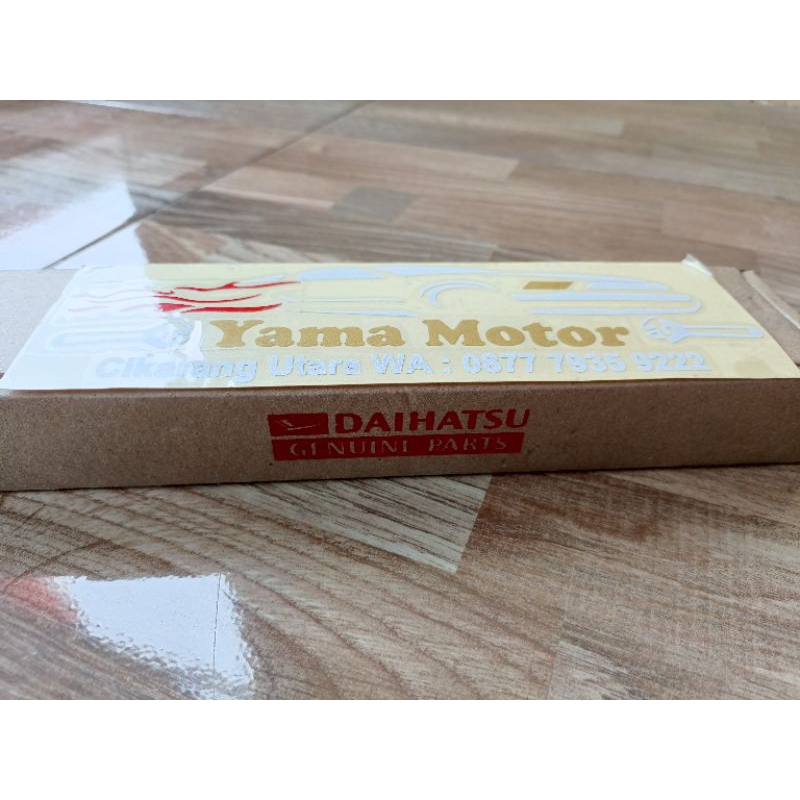 Yama Motor
Cikarang Utara WA : 0877 7935 9222
DAIHATSU
GENUINE PARTS